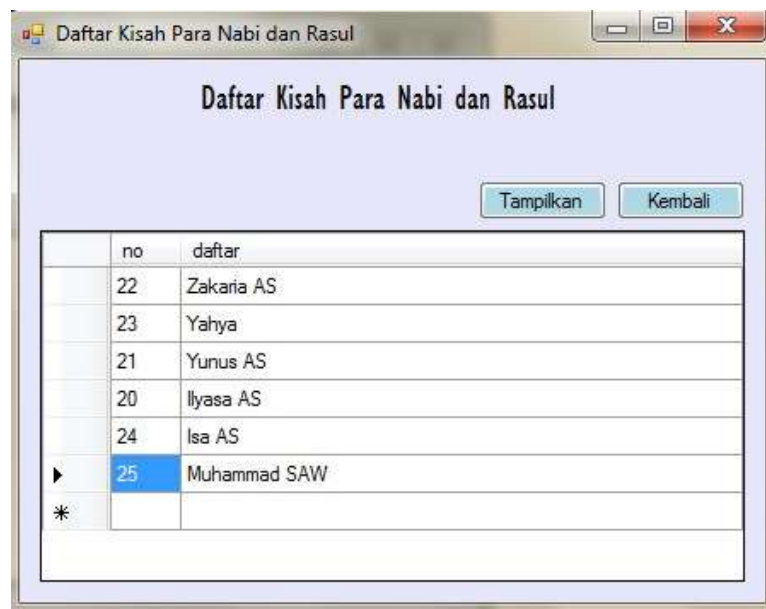 Daftar Kisah Para Nabi dan Rasul
Daftar Kisah Para Nabi dan Rasul
Tampilkan Kembali
no daftar
22 Zakaria AS
23 Yahya
21 Yunus AS
20 Ilyasa AS
24 Isa AS
25 Muhammad SAW